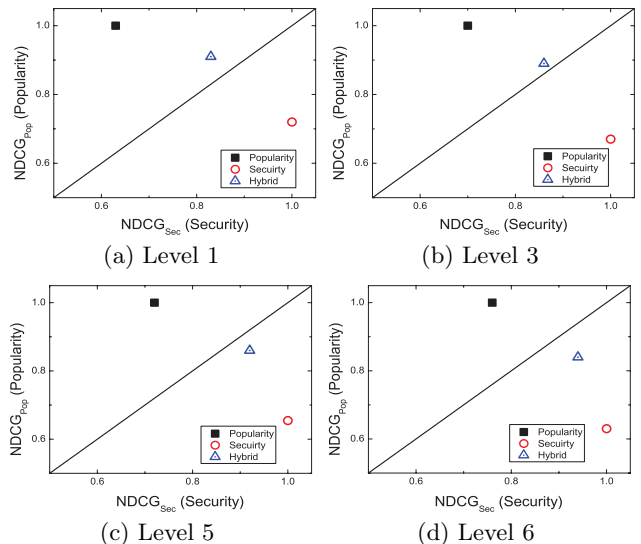 1.0
0.8
0.6
NDCG_Pop (Popularity)
Popularity
Secuirty
Hybrid
0.6 0.8 1.0
NDCG_Sec (Security)
(a) Level 1
1.0
0.8
0.6
NDCG_Pop (Popularity)
Popularity
Secuirty
Hybrid
0.6 0.8 1.0
NDCG_Sec (Security)
(b) Level 3
1.0
0.8
0.6
NDCG_Pop (Popularity)
Popularity
Secuirty
Hybrid
0.6 0.8 1.0
NDCG_Sec (Security)
(c) Level 5
1.0
0.8
0.6
NDCG_Pop (Popularity)
Popularity
Secuirty
Hybrid
0.6 0.8 1.0
NDCG_Sec (Security)
(d) Level 6